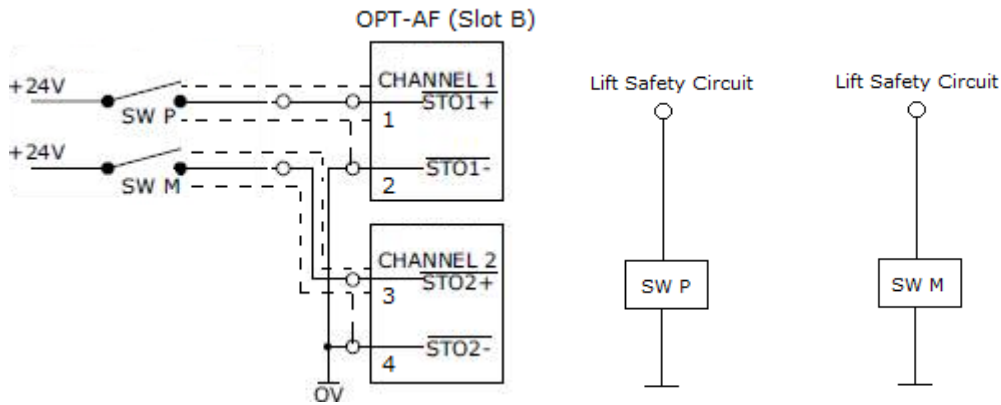 OPT-AF (Slot B)
+24V
SW P
CHANNEL 1
STO1+
1
+24V
SW M
STO1-
2
CHANNEL 2
STO2+
3
STO2-
4
0V
Lift Safety Circuit
SW P
Lift Safety Circuit
SW M